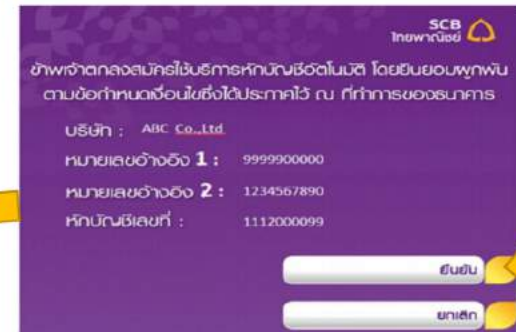 SCB
ไทยพาณิชย์
ข้าพเจ้าตกลงสมัครใช้บริการหักบัญชีอัตโนมัติ โดยยินยอมผูกพัน
ตามข้อกำหนดเงื่อนไขซึ่งได้ประกาศไว้ ณ ที่ทำการของธนาคาร
บริษัท : ABC Co.,Ltd
หมายเลขอ้างอิง 1 : 9999900000
หมายเลขอ้างอิง 2 : 1234567890
หักบัญชีเลขที่ : 1112000099
ยืนยัน
ยกเลิก